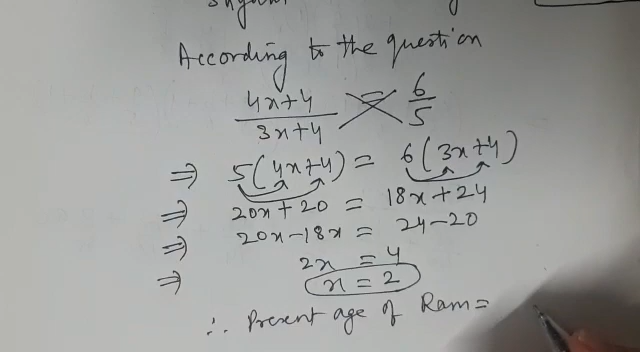 According to the question
4x+4 / 3x+4 = 6 / 5
⇒ 5(4x+4) = 6(3x+4)
⇒ 20x+20 = 18x+24
⇒ 20x-18x = 24-20
2x = 4
⇒ x = 2
∴ Present age of Ram =